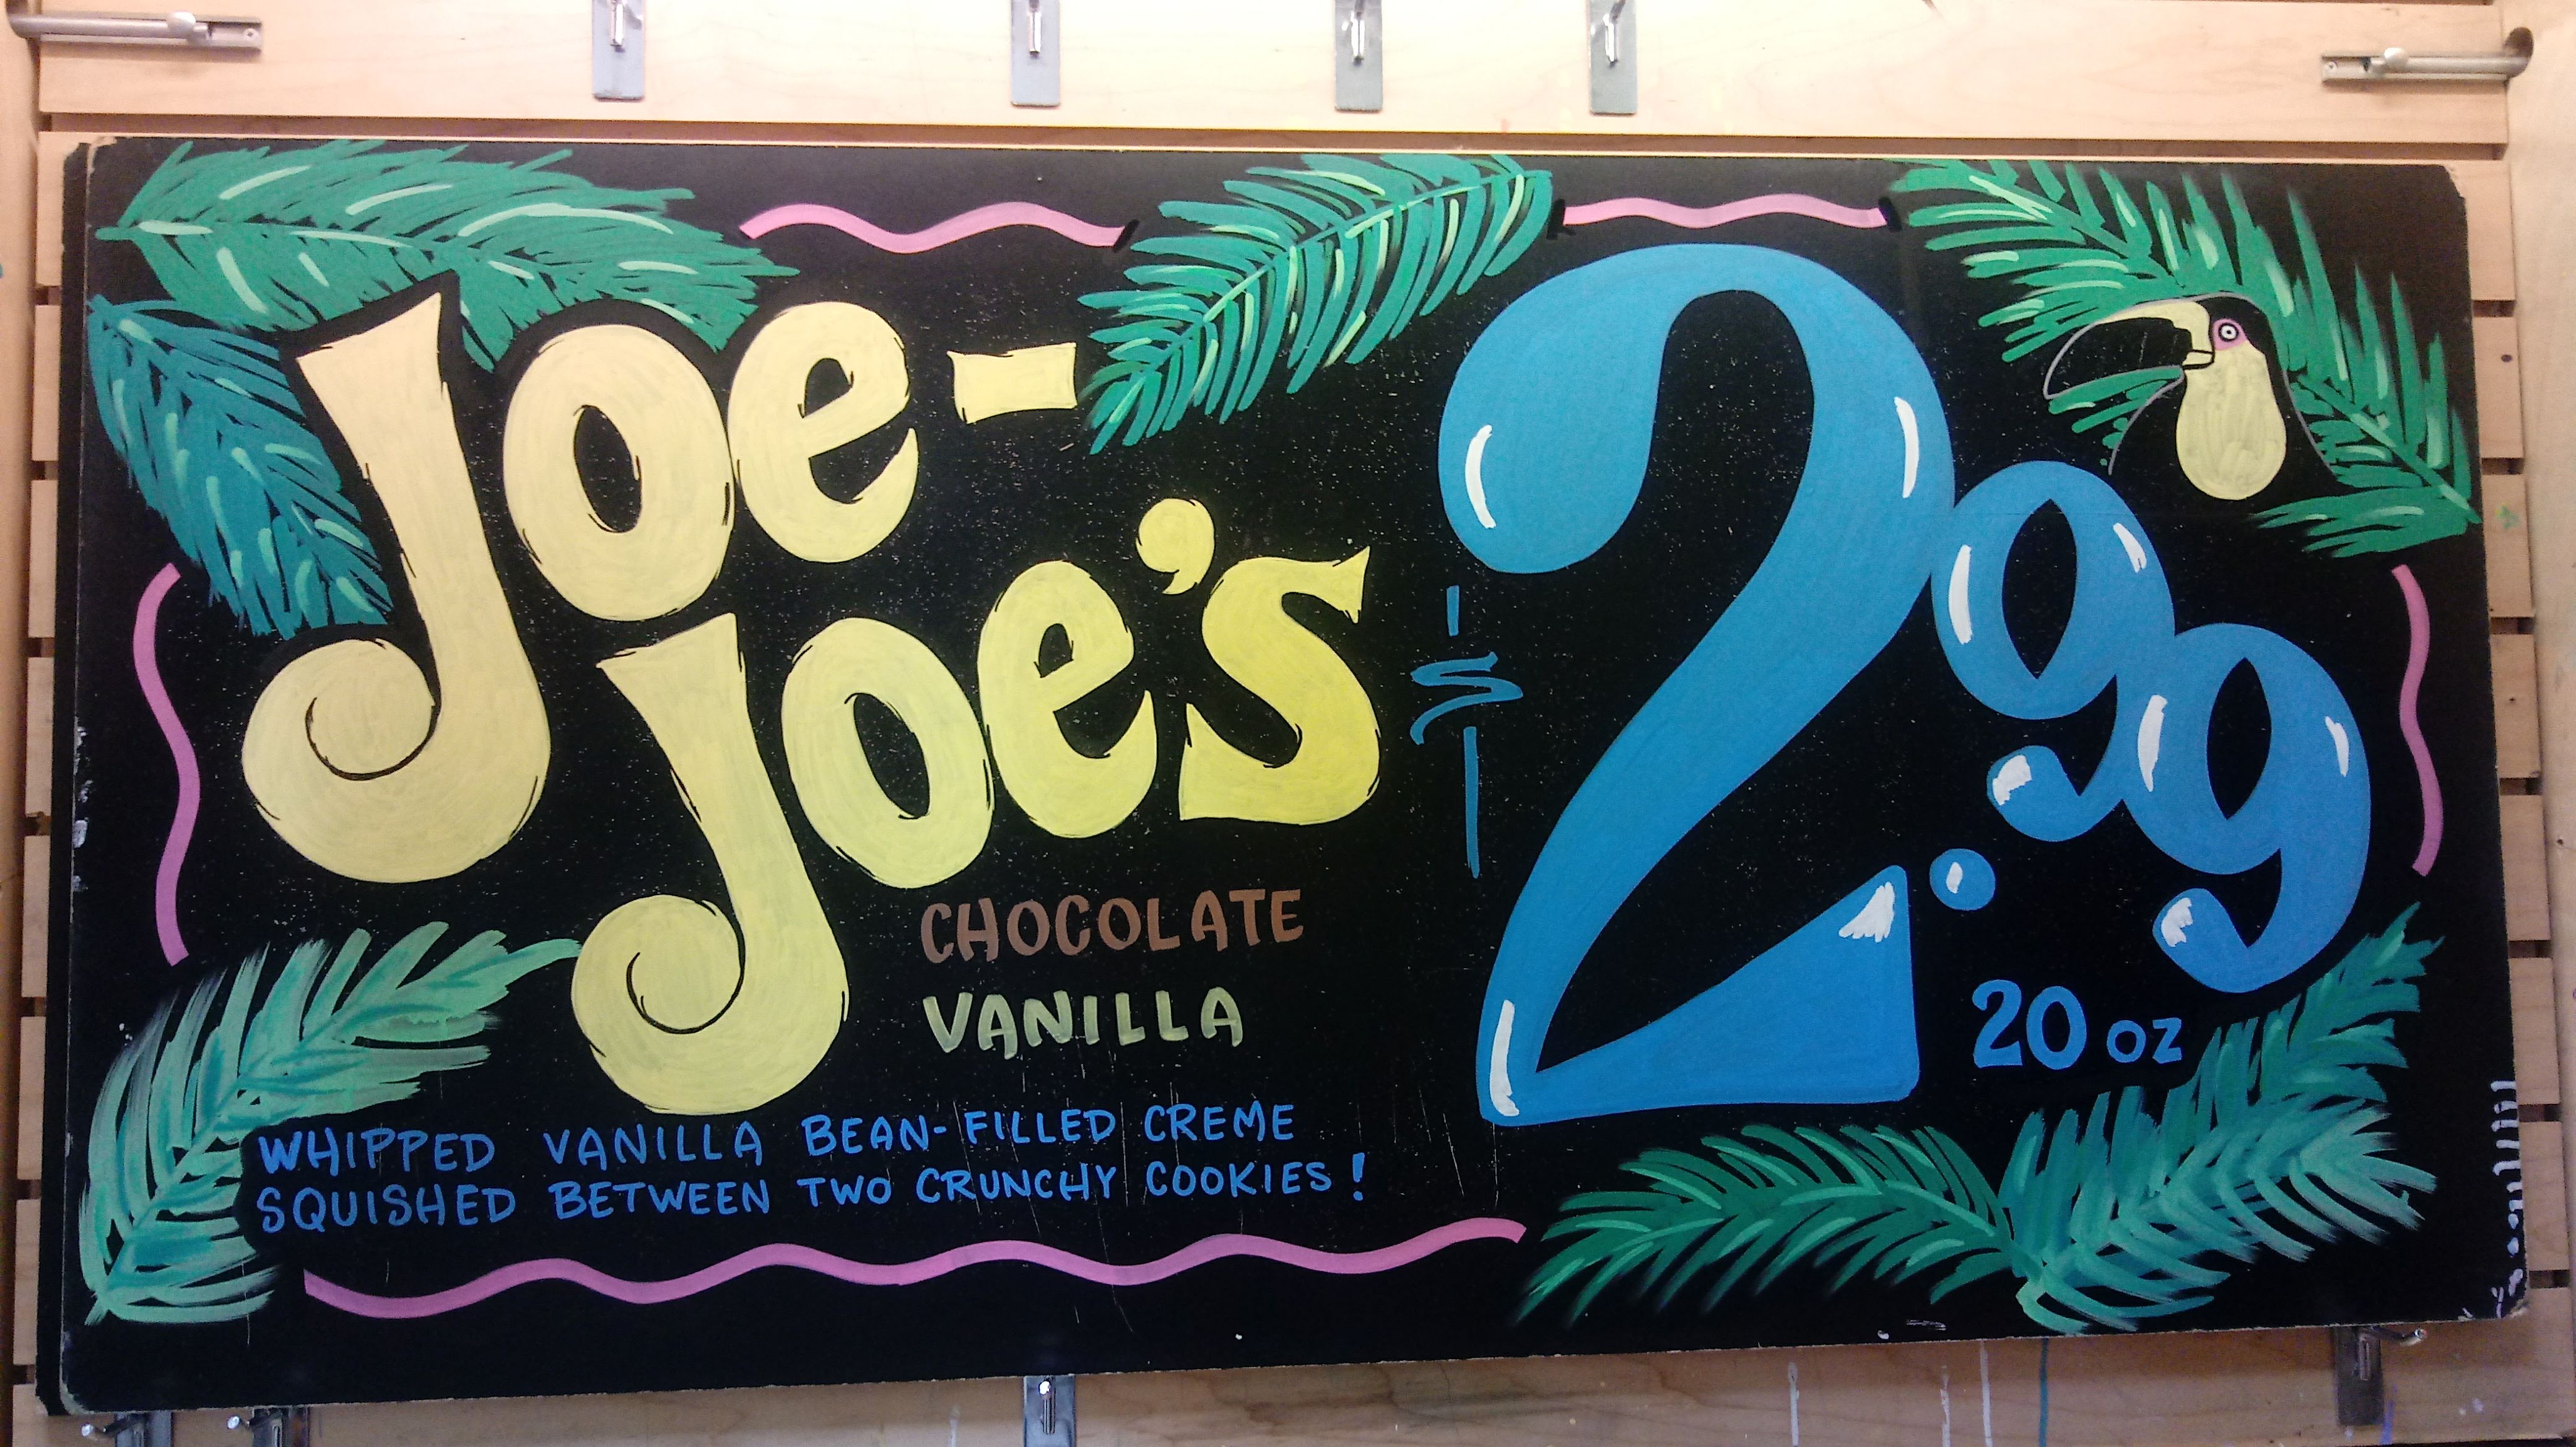 Joe-
Joe's
CHOCOLATE
VANILLA
WHIPPED VANILLA BEAN-FILLED CREME
SQUISHED BETWEEN TWO CRUNCHY COOKIES!
$2.99
20 oz